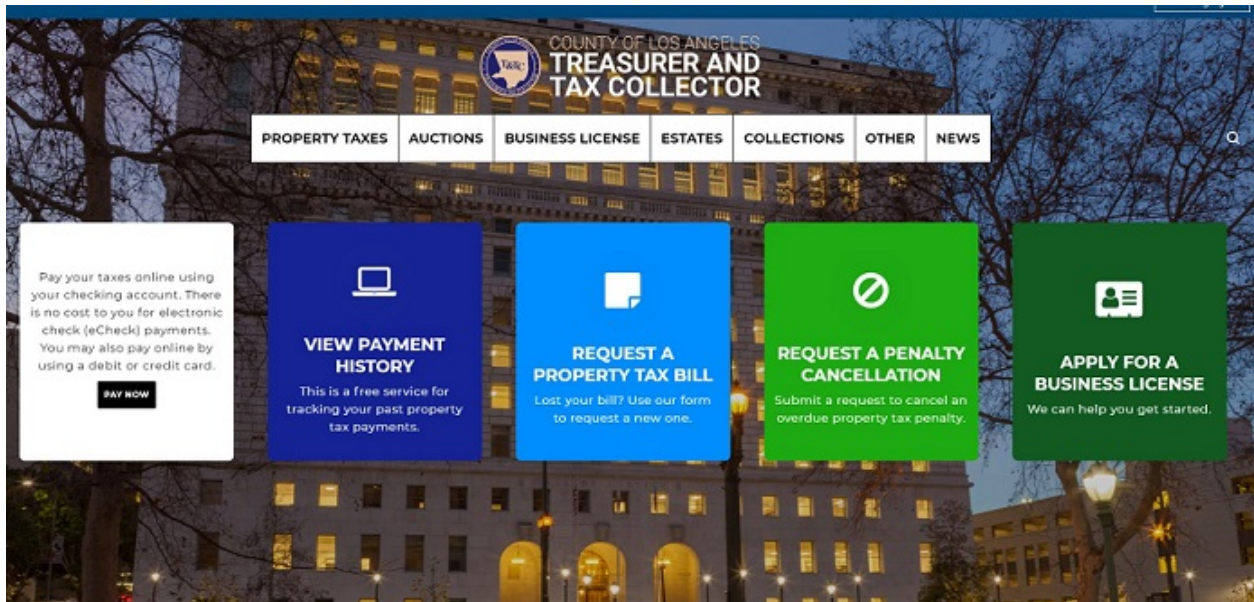 COUNTY OF LOS ANGELES
TREASURER AND
TAX COLLECTOR
TTC
PROPERTY TAXES
AUCTIONS
BUSINESS LICENSE
ESTATES
COLLECTIONS
OTHER
NEWS
Pay your taxes online using
your checking account. There
is no cost to you for electronic
check (eCheck) payments.
You may also pay online by
using a debit or credit card.
PAY NOW
VIEW PAYMENT
HISTORY
This is a free service for
tracking your past property
tax payments.
REQUEST A
PROPERTY TAX BILL
Lost your bill? Use our form
to request a new one.
REQUEST A PENALTY
CANCELLATION
Submit a request to cancel an
overdue property tax penalty.
APPLY FOR A
BUSINESS LICENSE
We can help you get started.